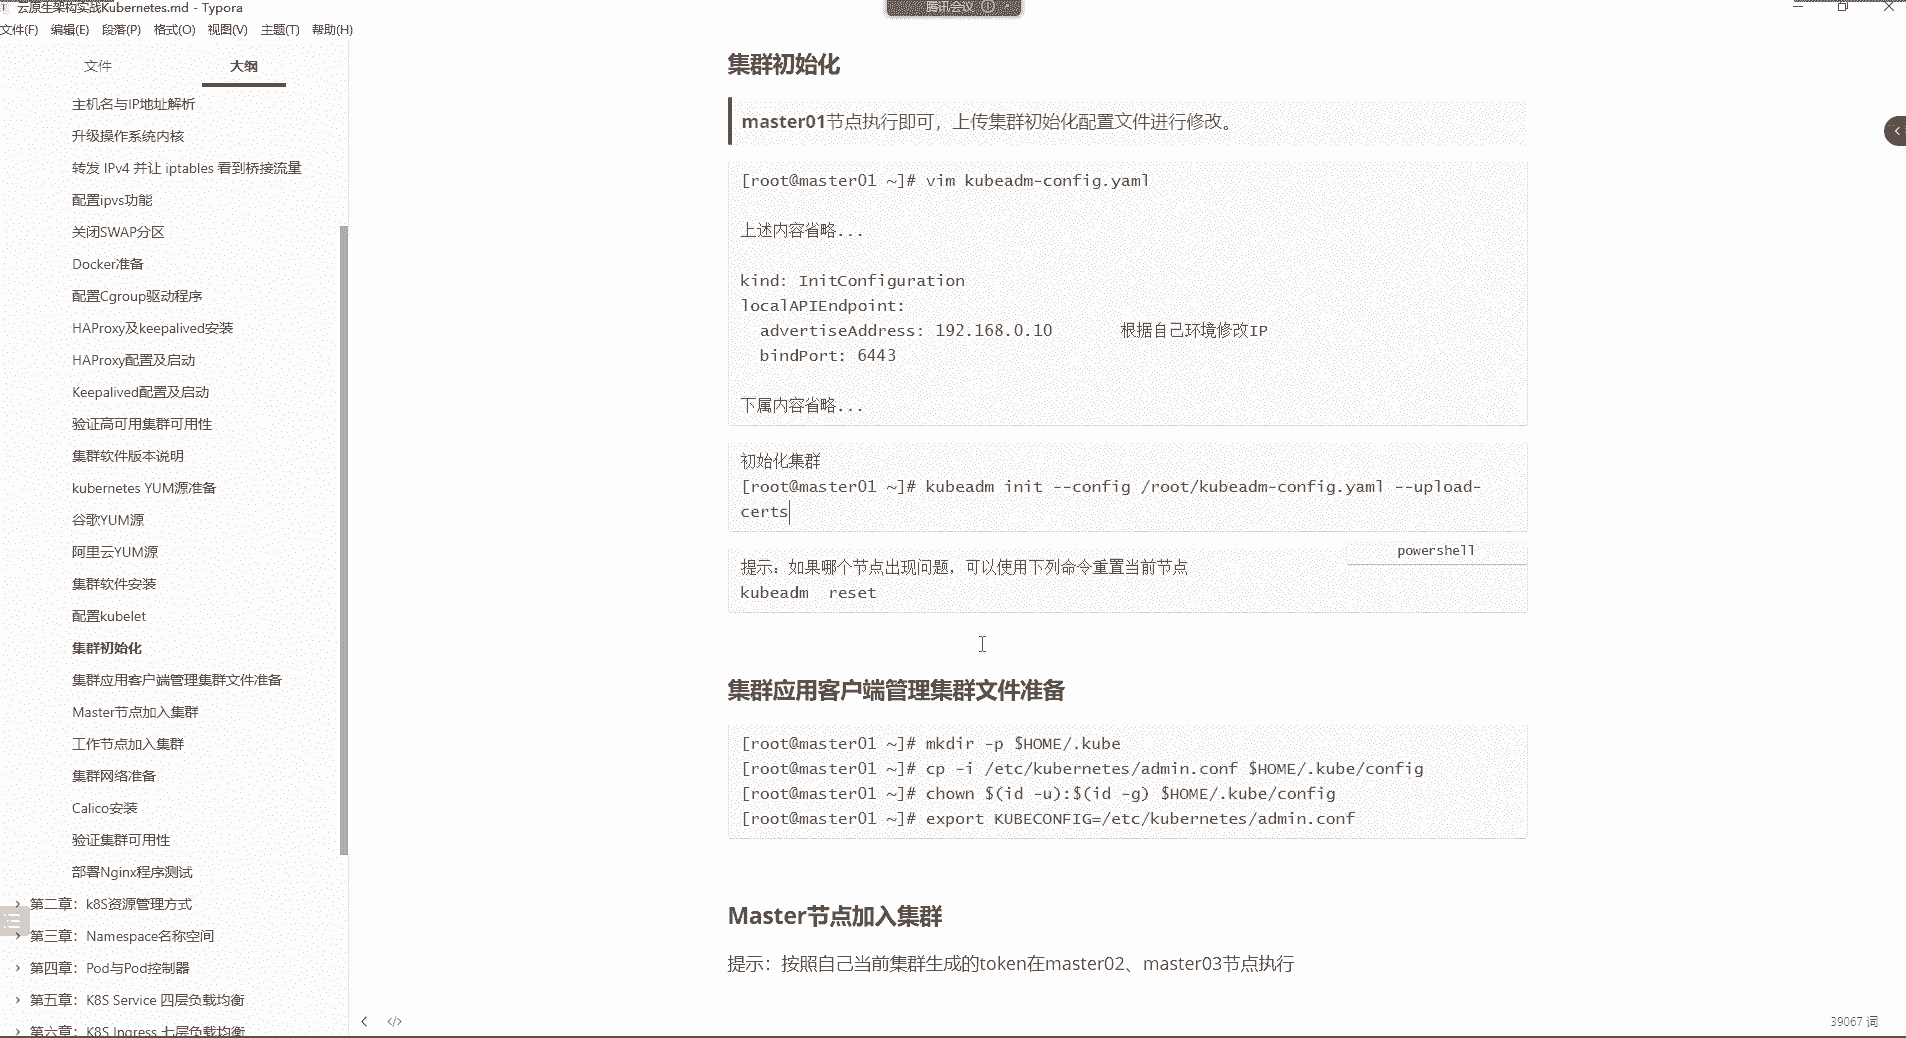 云原生架构实战Kubernetes.md - Typora
腾讯会议
文件(F) 编辑(E) 段落(P) 格式(O) 视图(V) 主题(T) 帮助(H)
文件 大纲
主机名与IP地址解析
升级操作系统内核
转发 IPv4 并让 iptables 看到桥接流量
配置ipvs功能
关闭SWAP分区
Docker准备
配置Cgroup驱动程序
HAProxy及keepalived安装
HAProxy配置及启动
Keepalived配置及启动
验证高可用集群可用性
集群软件版本说明
kubernetes YUM源准备
谷歌YUM源
阿里云YUM源
集群软件安装
配置kubelet
集群初始化
集群应用客户端管理集群文件准备
Master节点加入集群
工作节点加入集群
集群网络准备
Calico安装
验证集群可用性
部署Nginx程序测试
第二章：k8S资源管理方式
第三章：Namespace名称空间
第四章：Pod与Pod控制器
第五章：K8S Service 四层负载均衡
第六章：K8S Ingress 七层负载均衡
集群初始化
master01节点执行即可，上传集群初始化配置文件进行修改。
[root@master01 ~]# vim kubeadm-config.yaml
上述内容省略...
kind: InitConfiguration
localAPIEndpoint:
  advertiseAddress: 192.168.0.10       根据自己环境修改IP
  bindPort: 6443
下属内容省略...
初始化集群
[root@master01 ~]# kubeadm init --config /root/kubeadm-config.yaml --upload-
certs
powershell
提示：如果哪个节点出现问题，可以使用下列命令重置当前节点
kubeadm  reset
集群应用客户端管理集群文件准备
[root@master01 ~]# mkdir -p $HOME/.kube
[root@master01 ~]# cp -i /etc/kubernetes/admin.conf $HOME/.kube/config
[root@master01 ~]# chown $(id -u):$(id -g) $HOME/.kube/config
[root@master01 ~]# export KUBECONFIG=/etc/kubernetes/admin.conf
Master节点加入集群
提示：按照自己当前集群生成的token在master02、master03节点执行
39067 词